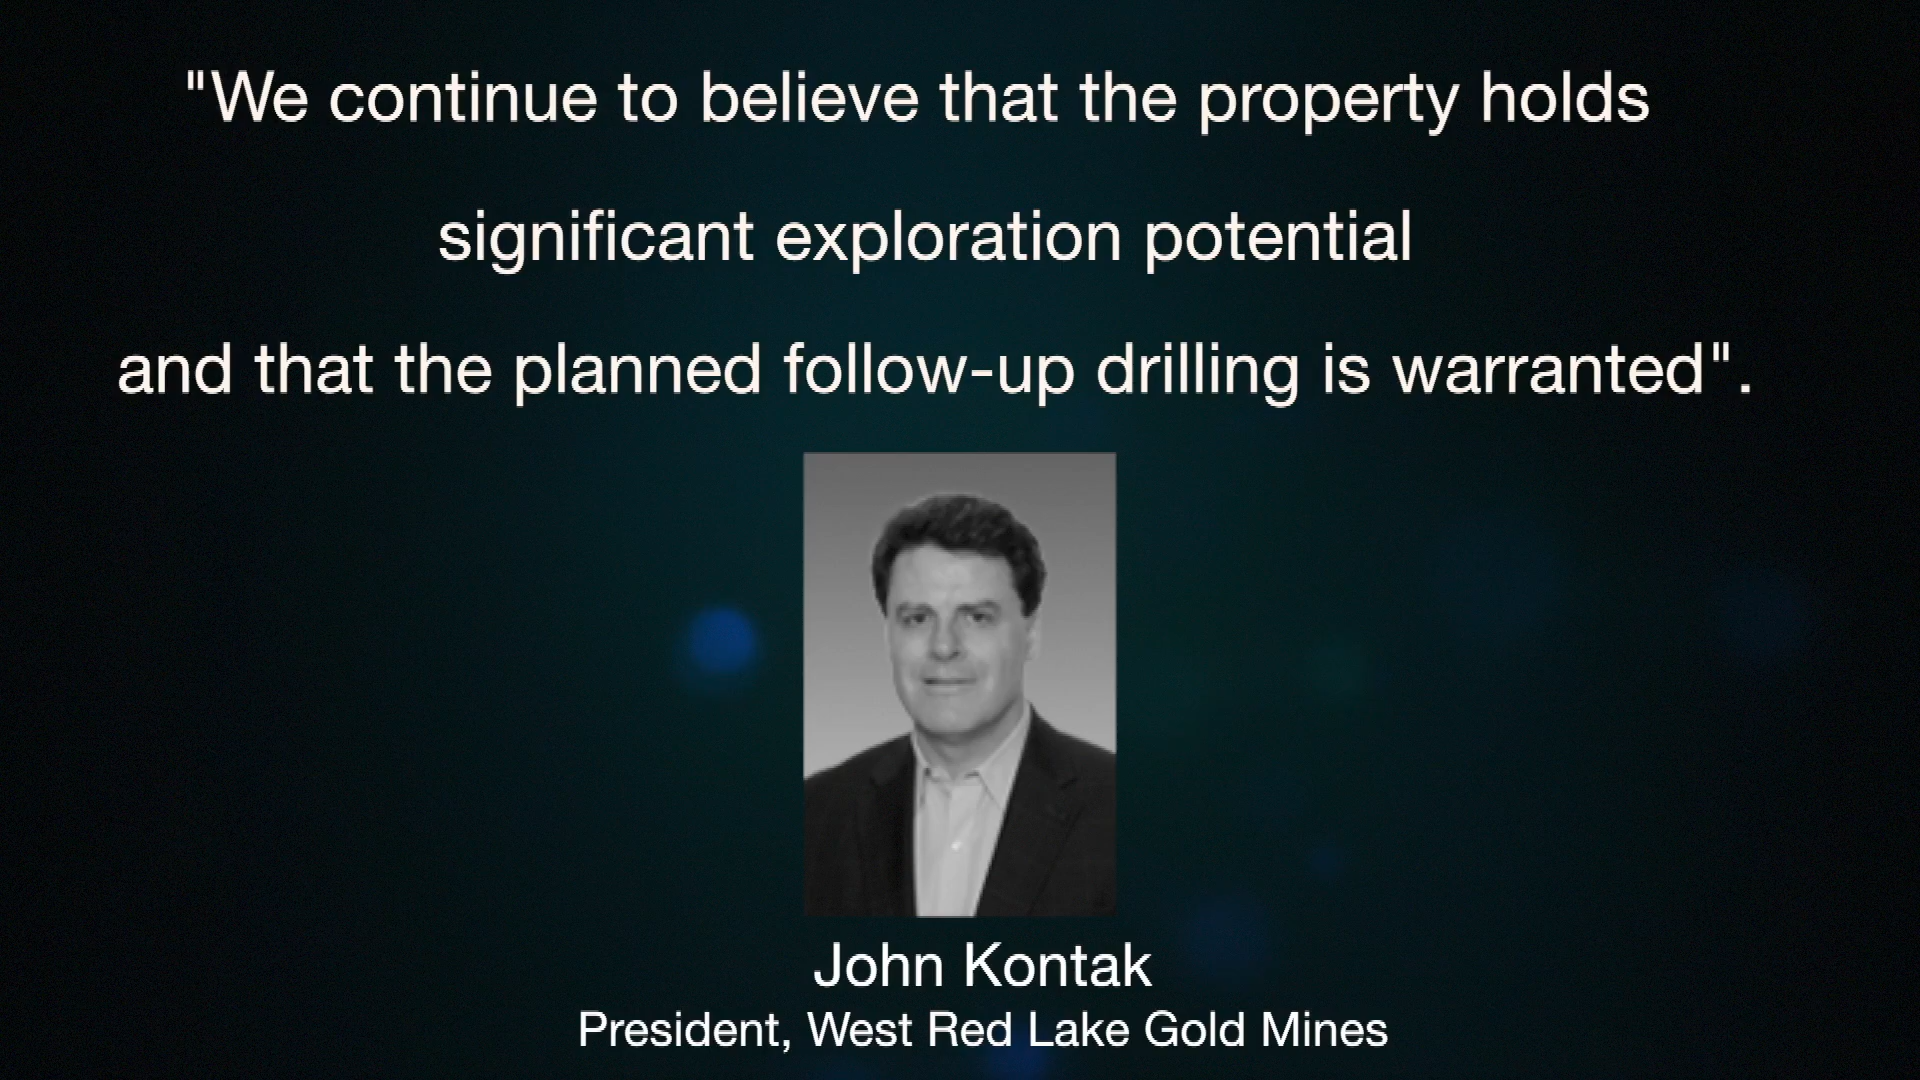 "We continue to believe that the property holds
significant exploration potential
and that the planned follow-up drilling is warranted".
John Kontak
President, West Red Lake Gold Mines